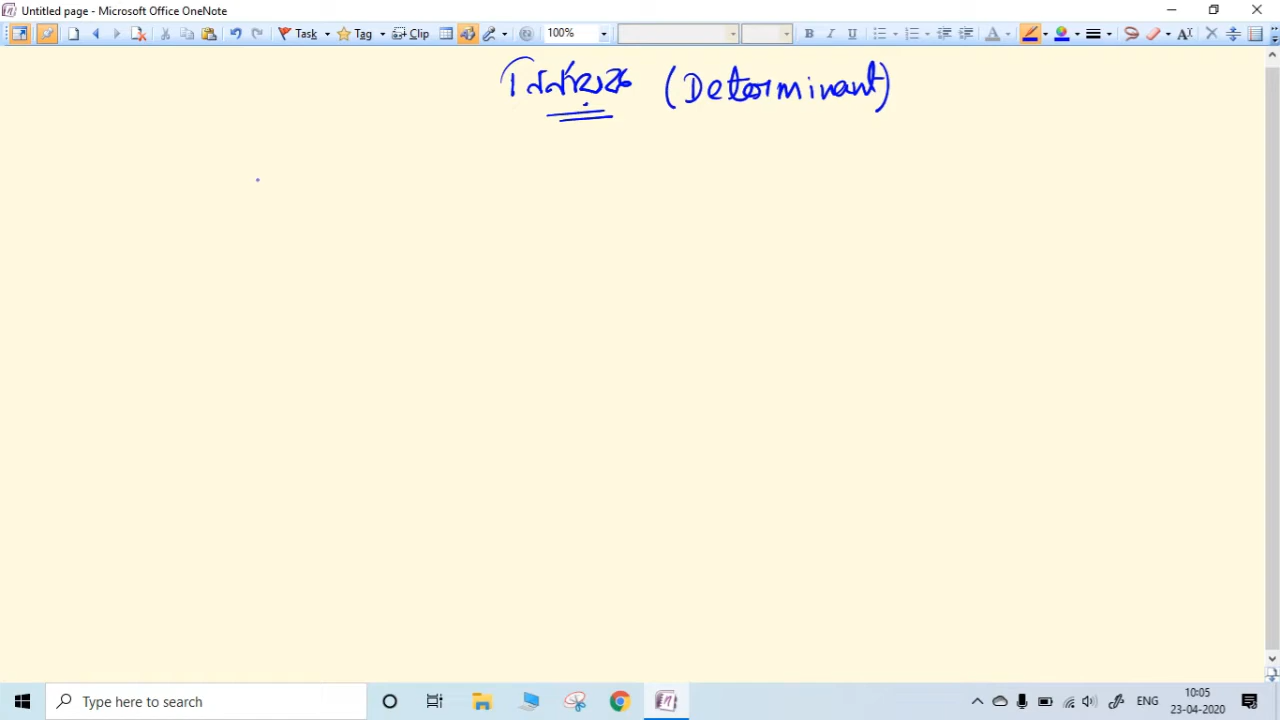 Untitled page - Microsoft Office OneNote
Task Tag Clip 100% B I U
নির্ণায়ক (Determinant)
Type here to search
ENG
10:05
23-04-2020